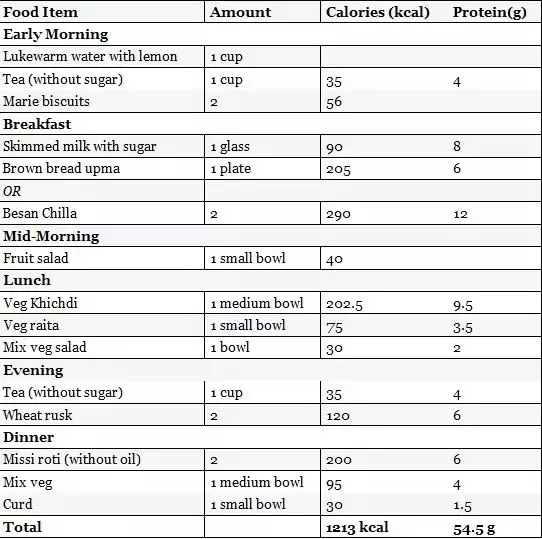 Food Item Amount Calories (kcal) Protein(g)
Early Morning
Lukewarm water with lemon 1 cup
Tea (without sugar) 1 cup 35 4
Marie biscuits 2 56
Breakfast
Skimmed milk with sugar 1 glass 90 8
Brown bread upma 1 plate 205 6
OR
Besan Chilla 2 290 12
Mid-Morning
Fruit salad 1 small bowl 40
Lunch
Veg Khichdi 1 medium bowl 202.5 9.5
Veg raita 1 small bowl 75 3.5
Mix veg salad 1 bowl 30 2
Evening
Tea (without sugar) 1 cup 35 4
Wheat rusk 2 120 6
Dinner
Missi roti (without oil) 2 200 6
Mix veg 1 medium bowl 95 4
Curd 1 small bowl 30 1.5
Total 1213 kcal 54.5 g